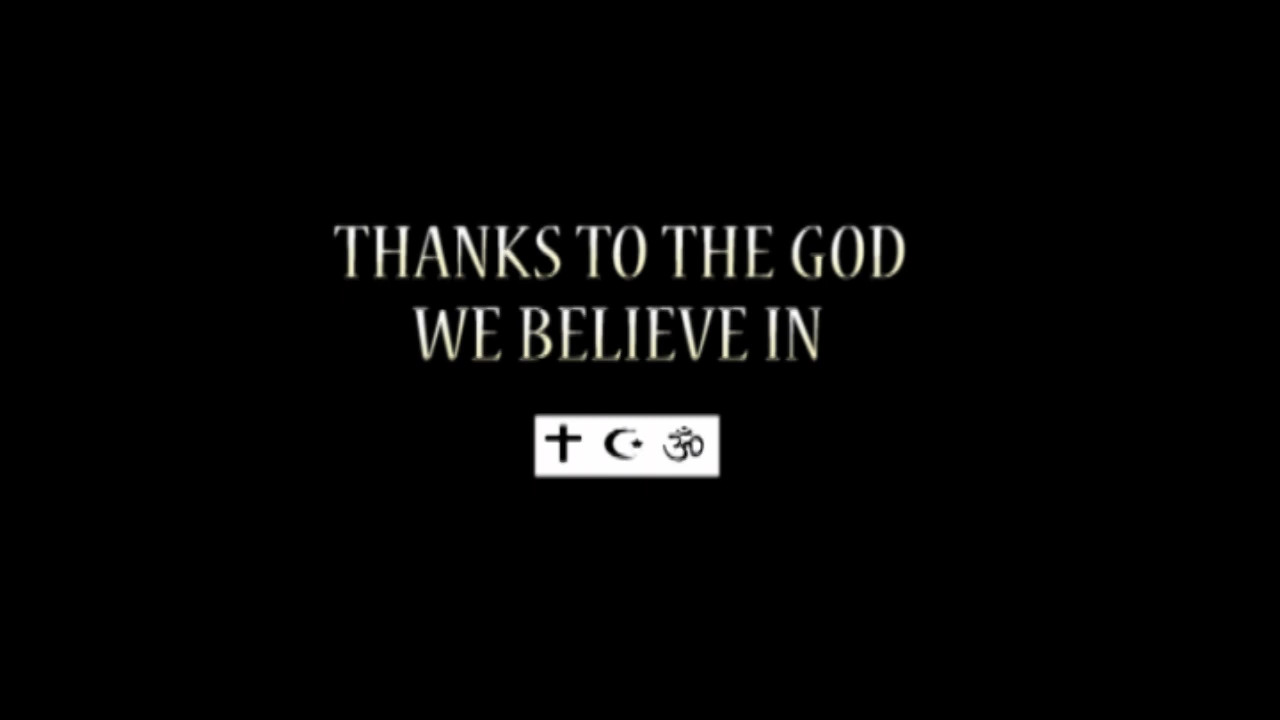 THANKS TO THE GOD
WE BELIEVE IN
ॐ